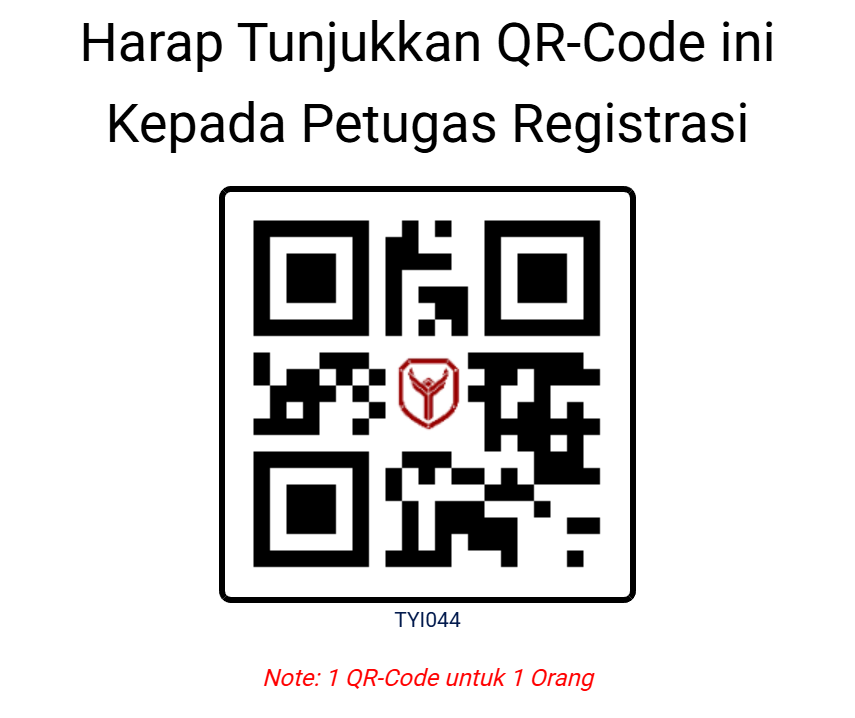 Harap Tunjukkan QR-Code ini
Kepada Petugas Registrasi
TYI044
Note: 1 QR-Code untuk 1 Orang